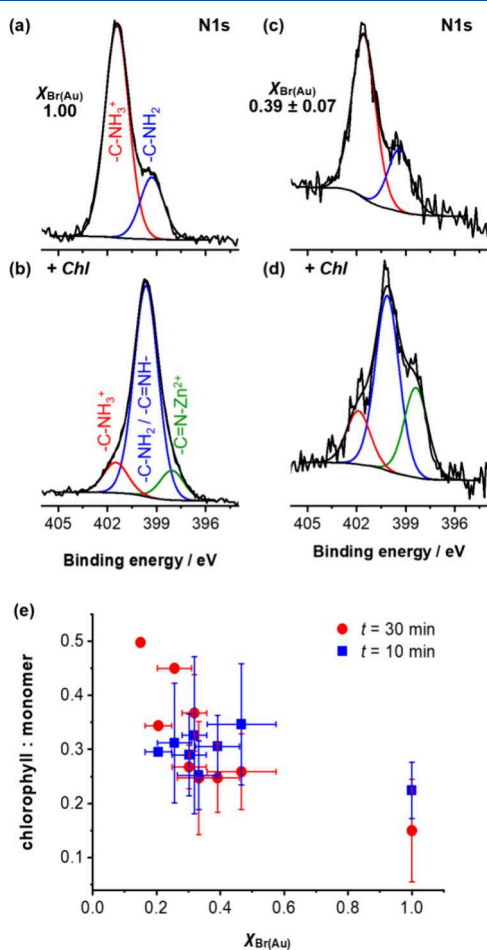 (a) N1s
χBr(Au)
1.00
-C-NH₃⁺
-C-NH₂
(c) N1s
χBr(Au)
0.39 ± 0.07
(b) + Chl
-C-NH₃⁺
-C-NH₂ / -C=NH-
-C=N-Zn²⁺
405 402 399 396
Binding energy / eV
(d) + Chl
405 402 399 396
Binding energy / eV
(e)
t = 30 min
t = 10 min
chlorophyll : monomer
0.5
0.4
0.3
0.2
0.1
0.0 0.2 0.4 0.6 0.8 1.0
χBr(Au)